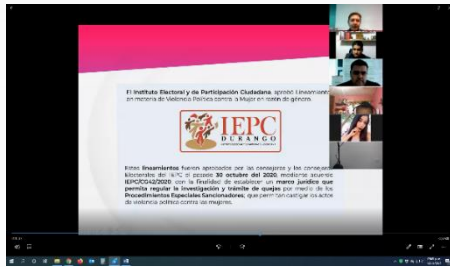 El Instituto Electoral y de Participación Ciudadana, aprobó Lineamientos
en materia de Violencia Política contra la Mujer en razón de género.
IEPC
DURANGO
Estos lineamientos fueron aprobados por las consejeras y los consejeros
Electorales del IEPC el pasado 30 octubre del 2020, mediante acuerdo
IEPC/CG42/2020, con la finalidad de establecer un marco jurídico que
permita regular la investigación y trámite de quejas por medio de los
Procedimientos Especiales Sancionadores, que permitan castigar los actos
de violencia política contra las mujeres.